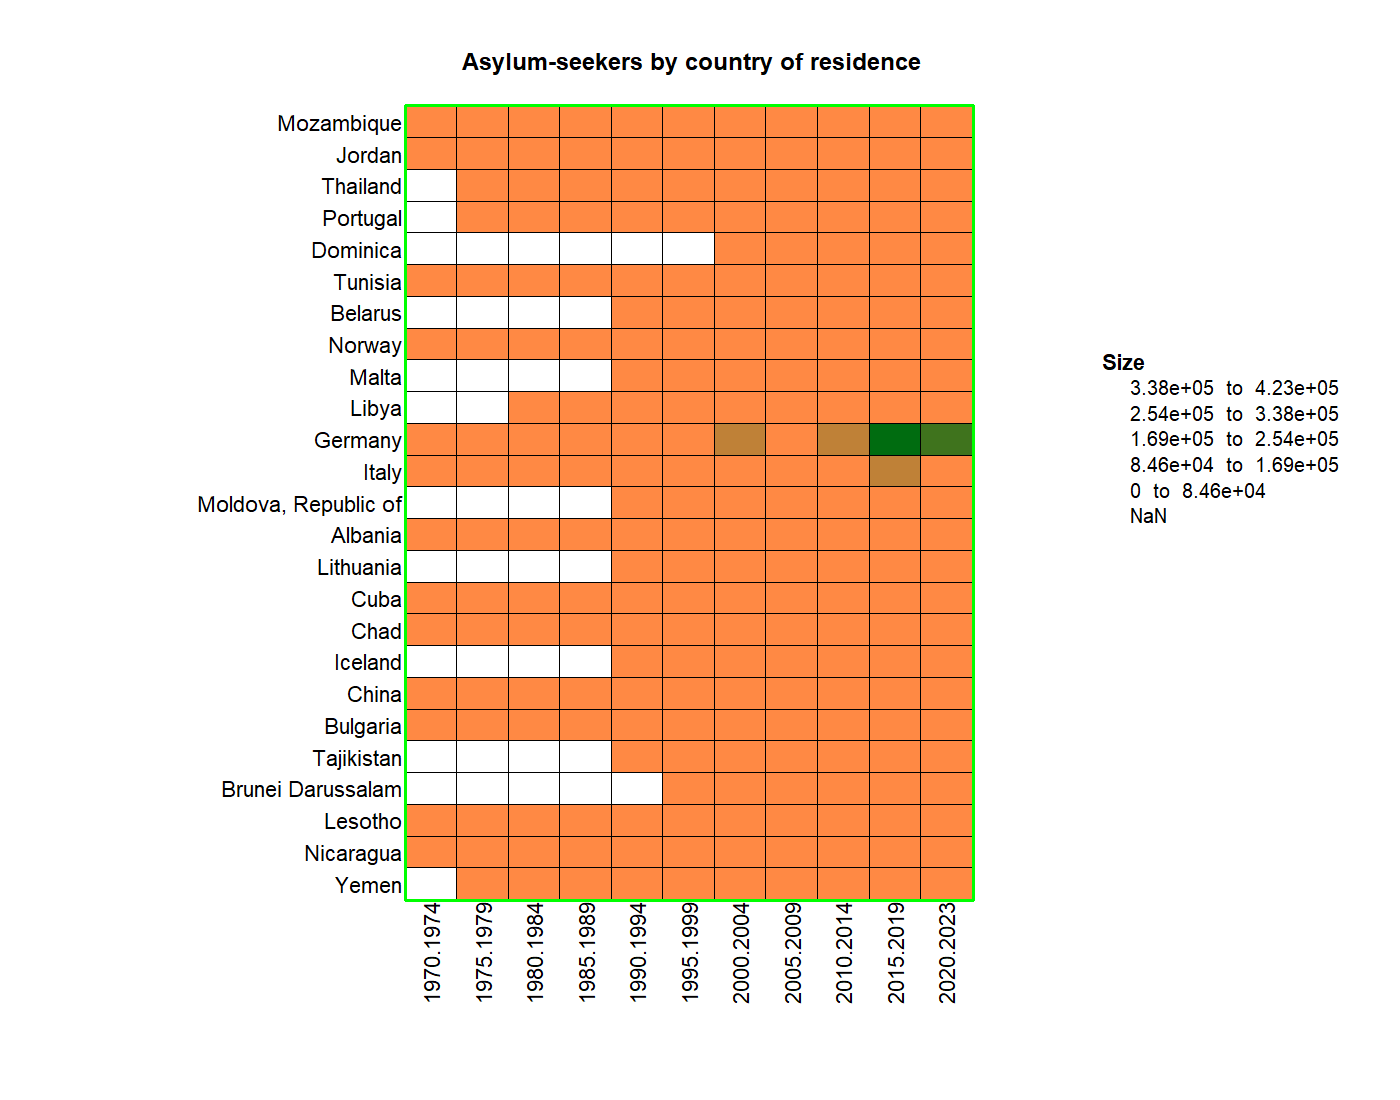 Asylum-seekers by country of residence
Mozambique
Jordan
Thailand
Portugal
Dominica
Tunisia
Belarus
Norway
Malta
Libya
Germany
Italy
Moldova, Republic of
Albania
Lithuania
Cuba
Chad
Iceland
China
Bulgaria
Tajikistan
Brunei Darussalam
Lesotho
Nicaragua
Yemen
1970.1974
1975.1979
1980.1984
1985.1989
1990.1994
1995.1999
2000.2004
2005.2009
2010.2014
2015.2019
2020.2023
Size
3.38e+05 to 4.23e+05
2.54e+05 to 3.38e+05
1.69e+05 to 2.54e+05
8.46e+04 to 1.69e+05
0 to 8.46e+04
NaN